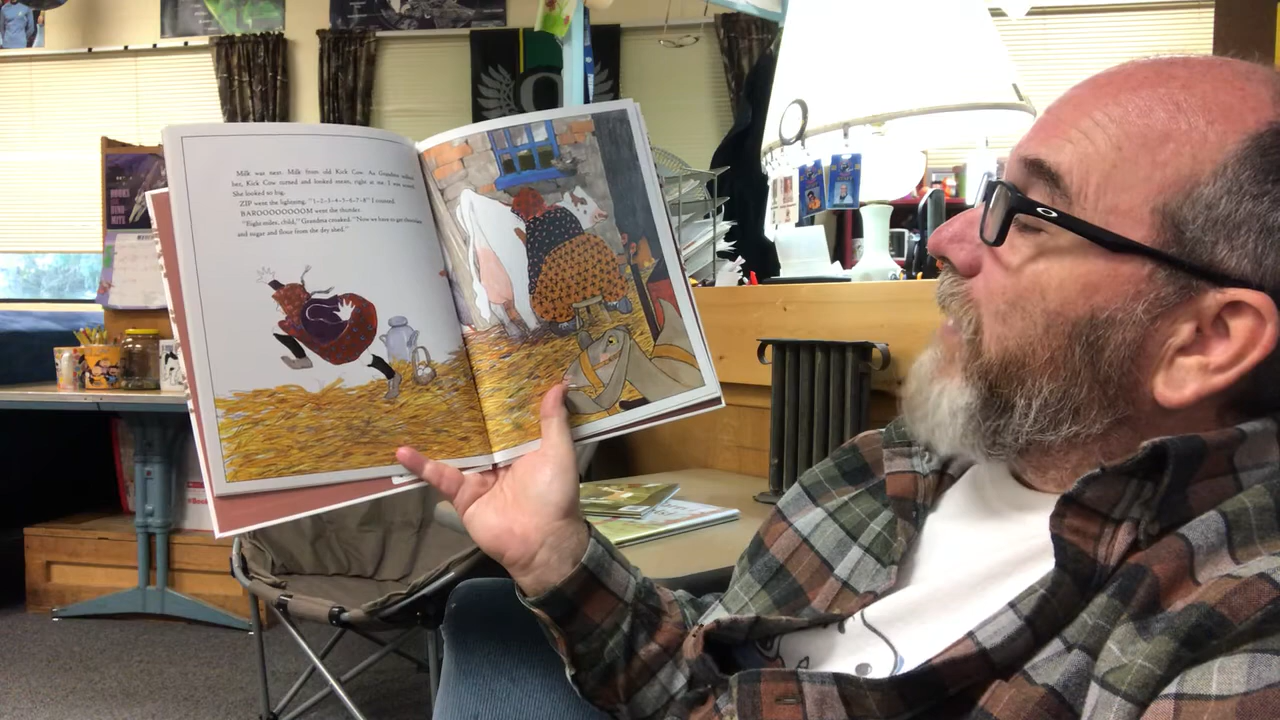 Milk was next. Milk from old Kick Cow. As Grandma milked
her, Kick Cow turned and looked mean, right at me. I was scared.
She looked so big.
ZIP went the lightning. "1–2–3–4–5–6–7–8" I counted.
BAROOOOOOOOM went the thunder.
"Eight miles, child," Grandma croaked. "Now we have to get chocolate
and sugar and flour from the dry shed."
O